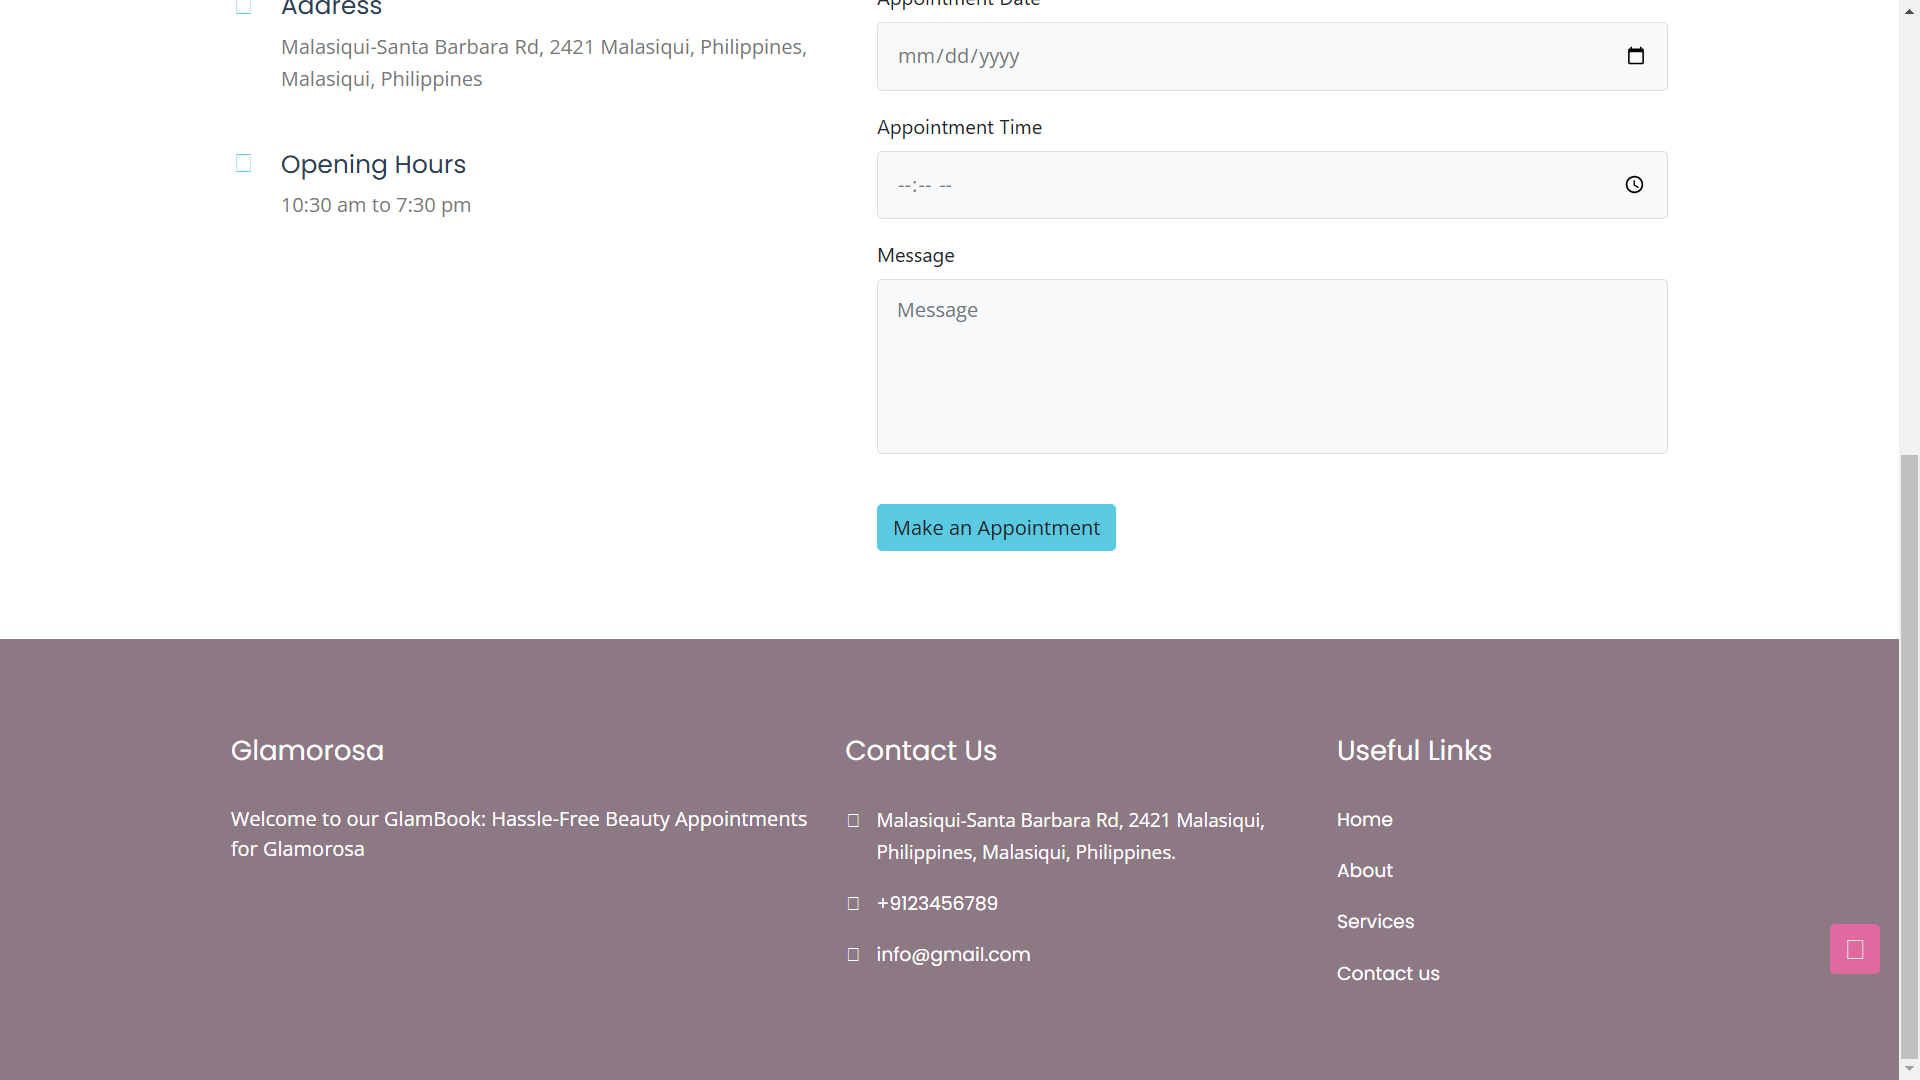 Address
Malasiqui-Santa Barbara Rd, 2421 Malasiqui, Philippines,
Malasiqui, Philippines
Opening Hours
10:30 am to 7:30 pm
Appointment Date
mm/dd/yyyy
Appointment Time
--:-- --
Message
Message
Make an Appointment
Glamorosa
Welcome to our GlamBook: Hassle-Free Beauty Appointments
for Glamorosa
Contact Us
Malasiqui-Santa Barbara Rd, 2421 Malasiqui,
Philippines, Malasiqui, Philippines.
+9123456789
info@gmail.com
Useful Links
Home
About
Services
Contact us